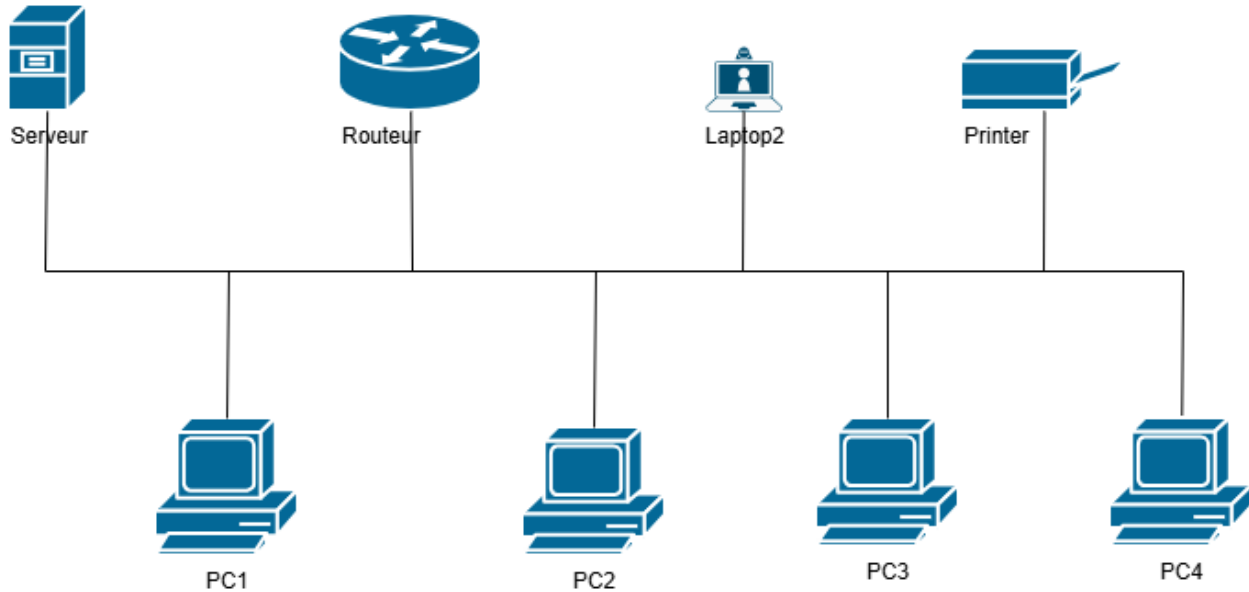 Serveur
Routeur
Laptop2
Printer
PC1
PC2
PC3
PC4